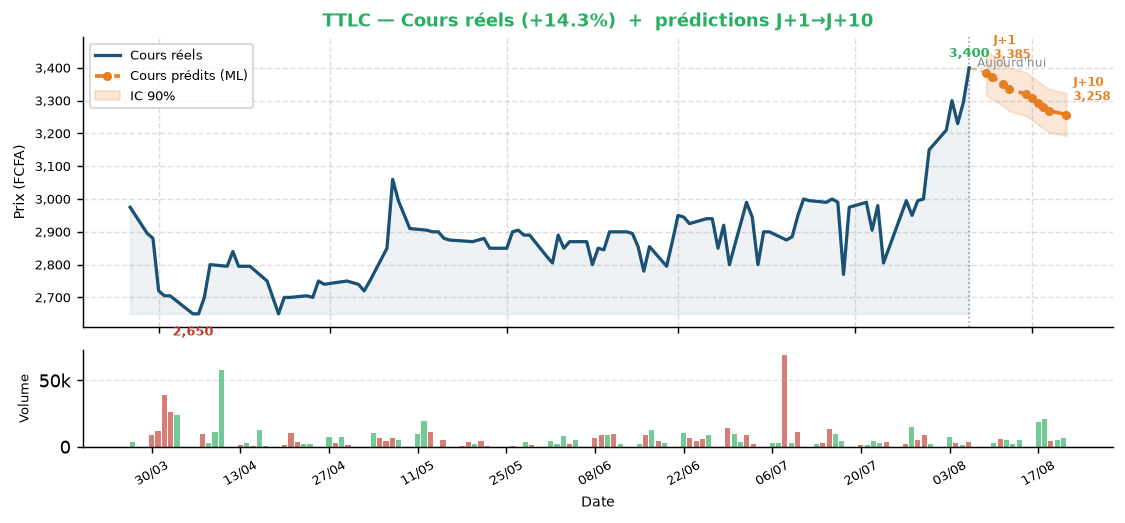 TTLC — Cours réels (+14.3%)  +  prédictions J+1→J+10
Cours réels
Cours prédits (ML)
IC 90%
3,400
J+1
3,385
Aujourd'hui
J+10
3,258
2,650
Prix (FCFA)
3,400
3,300
3,200
3,100
3,000
2,900
2,800
2,700
Volume
50k
0
30/03
13/04
27/04
11/05
25/05
08/06
22/06
06/07
20/07
03/08
17/08
Date